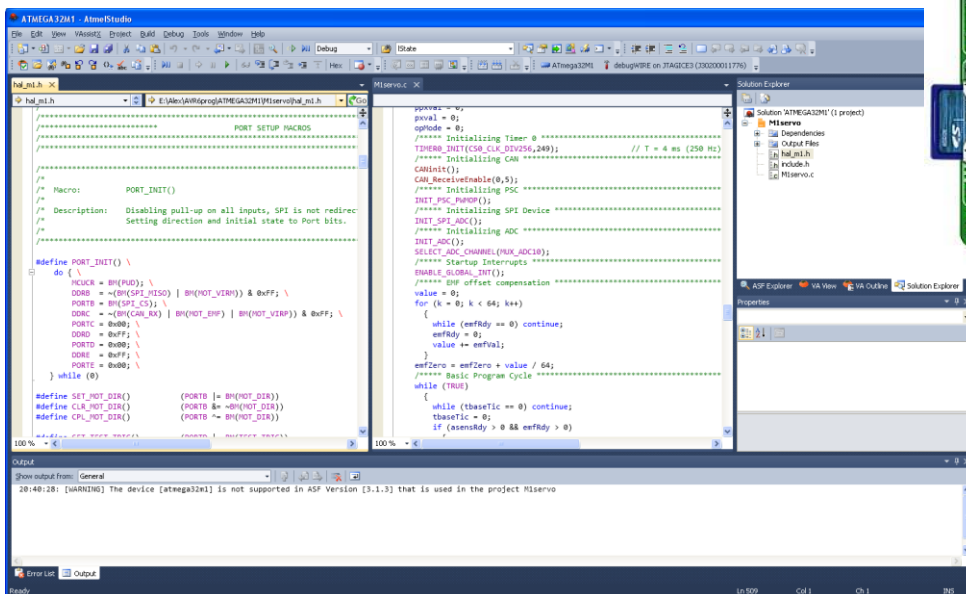 ATMEGA32M1 - AtmelStudio
File Edit View VAssistX Project Build Debug Tools Window Help
Debug IState
Hex ATmega32M1 debugWIRE on JTAGICE3 (J30200011776)
hal_m1.h
hal_m1.h E:\Alex\AVR6prog\ATMEGA32M1\M1servo\hal_m1.h Go
/****************************** PORT SETUP MACROS
/*
/* Macro: PORT_INIT()
/*
/* Description: Disabling pull-up on all inputs, SPI is not redirec
/* Setting direction and initial state to Port bits.
/*
#define PORT_INIT() \
do { \
MCUCR = BM(PUD); \
DDRB = ~(BM(SPI_MISO) | BM(MOT_VIRM)) & 0xFF; \
PORTB = BM(SPI_CS); \
DDRC = ~(BM(CAN_RX) | BM(MOT_EMF) | BM(MOT_VIRP)) & 0xFF; \
PORTC = 0x00; \
DDRD = 0xFF; \
PORTD = 0x00; \
DDRE = 0xFF; \
PORTE = 0x00; \
} while (0)
#define SET_MOT_DIR() (PORTB |= BM(MOT_DIR))
#define CLR_MOT_DIR() (PORTB &= ~BM(MOT_DIR))
#define CPL_MOT_DIR() (PORTB ^= BM(MOT_DIR))
100 %
M1servo.c
ppxval = 0;
pxval = 0;
opMode = 0;
/***** Initializing Timer 0 ****************************************
TIMER0_INIT(CS0_CLK_DIV256,249); // T = 4 ms (250 Hz)
/***** Initializing CAN ****************************************
CANinit();
CAN_ReceiveEnable(0,5);
/***** Initializing PSC ****************************************
INIT_PSC_PWMOP();
/***** Initializing SPI Device ****************************************
INIT_SPI_ADC();
/***** Initializing ADC ****************************************
INIT_ADC();
SELECT_ADC_CHANNEL(MUX_ADC10);
/***** Startup Interrupts ****************************************
ENABLE_GLOBAL_INT();
/***** EMF offset compensation ****************************************
value = 0;
for (k = 0; k < 64; k++)
{
while (emfRdy == 0) continue;
emfRdy = 0;
value += emfVal;
}
emfZero = emfZero + value / 64;
/***** Basic Program Cycle ****************************************
while (TRUE)
{
while (tbaseTic == 0) continue;
tbaseTic = 0;
if (asensRdy > 0 && emfRdy > 0)
100 %
Solution Explorer
Solution 'ATMEGA32M1' (1 project)
M1servo
Dependencies
Output Files
hal_m1.h
include.h
M1servo.c
ASF Explorer VA View VA Outline Solution Explorer
Properties
Output
Show output from: General
20:40:28: [WARNING] The device [atmega32m1] is not supported in ASF Version [3.1.3] that is used in the project M1servo
Error List Output
Ready Ln 509 Col 1 Ch 1 INS